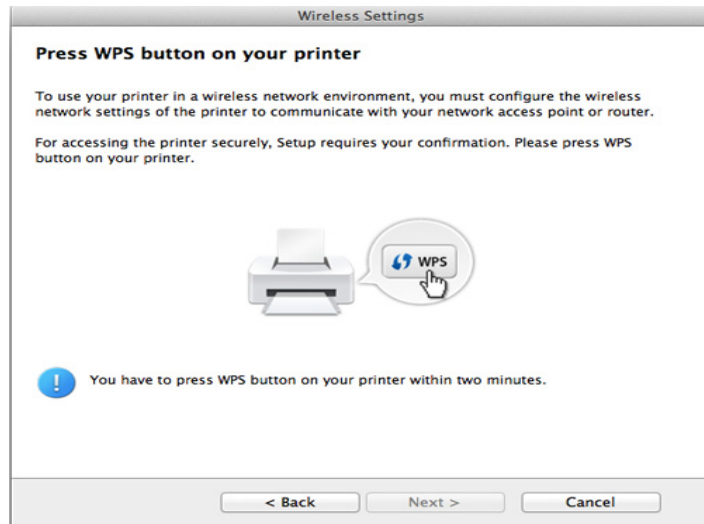 Wireless Settings
Press WPS button on your printer
To use your printer in a wireless network environment, you must configure the wireless
network settings of the printer to communicate with your network access point or router.
For accessing the printer securely, Setup requires your confirmation. Please press WPS
button on your printer.
WPS
You have to press WPS button on your printer within two minutes.
< Back
Next >
Cancel